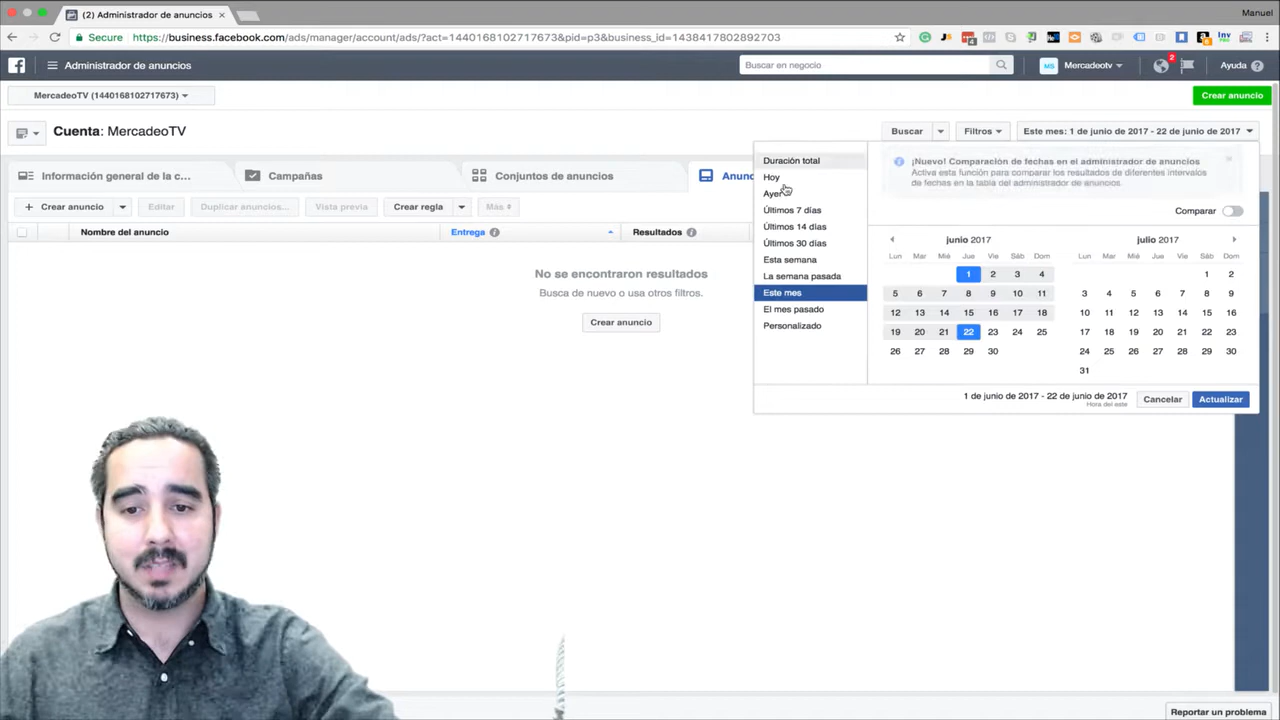 (2) Administrador de anuncios
Manuel
Secure https://business.facebook.com/ads/manager/account/ads/?act=1440168102717673&pid=p3&business_id=1438417802892703
Administrador de anuncios
Buscar en negocio
MS Mercadeotv
2
Ayuda
MercadeoTV (1440168102717673)
Crear anuncio
Cuenta: MercadeoTV
Buscar
Filtros
Este mes: 1 de junio de 2017 - 22 de junio de 2017
Información general de la c...
Campañas
Conjuntos de anuncios
Crear anuncio
Editar
Duplicar anuncios...
Vista previa
Crear regla
Más
Nombre del anuncio
Entrega
Resultados
No se encontraron resultados
Busca de nuevo o usa otros filtros.
Crear anuncio
Duración total
Hoy
Ayer
Últimos 7 días
Últimos 14 días
Últimos 30 días
Esta semana
La semana pasada
Este mes
El mes pasado
Personalizado
¡Nuevo! Comparación de fechas en el administrador de anuncios
Activa esta función para comparar los resultados de diferentes intervalos
de fechas en la tabla del administrador de anuncios.
Comparar
junio 2017
Lun Mar Mié Jue Vie Sáb Dom
1 2 3 4
5 6 7 8 9 10 11
12 13 14 15 16 17 18
19 20 21 22 23 24 25
26 27 28 29 30
julio 2017
Lun Mar Mié Jue Vie Sáb Dom
1 2
3 4 5 6 7 8 9
10 11 12 13 14 15 16
17 18 19 20 21 22 23
24 25 26 27 28 29 30
31
1 de junio de 2017 - 22 de junio de 2017
Hora del este
Cancelar
Actualizar
Reportar un problema